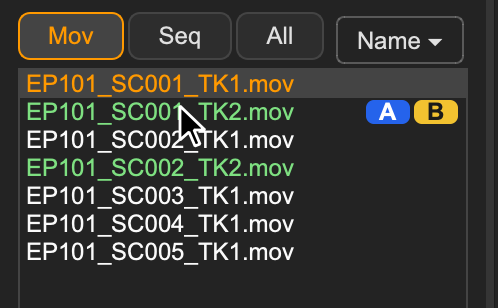 Mov Seq All Name
EP101_SC001_TK1.mov
EP101_SC001_TK2.mov A B
EP101_SC002_TK1.mov
EP101_SC002_TK2.mov
EP101_SC003_TK1.mov
EP101_SC004_TK1.mov
EP101_SC005_TK1.mov